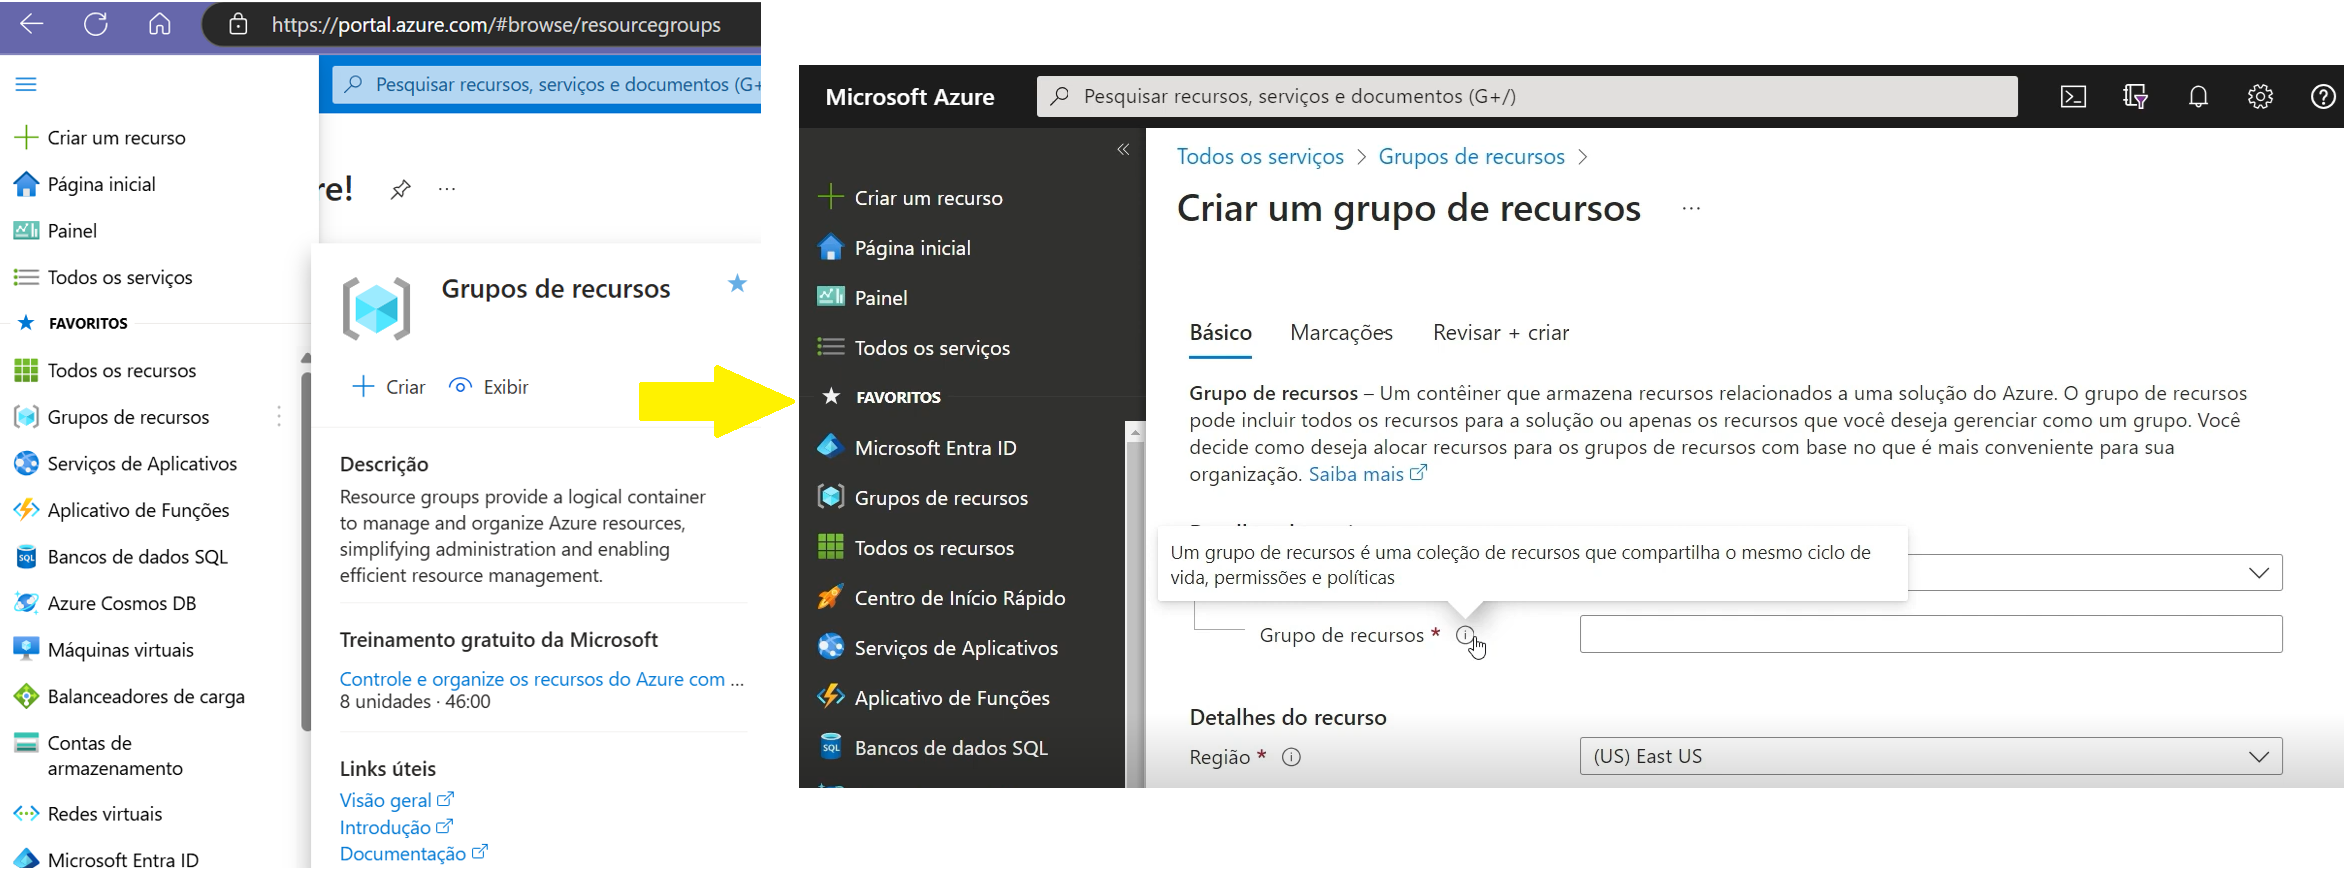 https://portal.azure.com/#browse/resourcegroups
Pesquisar recursos, serviços e documentos (G+
Criar um recurso
Página inicial
re!
Painel
Todos os serviços
FAVORITOS
Todos os recursos
Grupos de recursos
Serviços de Aplicativos
Aplicativo de Funções
Bancos de dados SQL
Azure Cosmos DB
Máquinas virtuais
Balanceadores de carga
Contas de
armazenamento
Redes virtuais
Microsoft Entra ID
Grupos de recursos
Criar
Exibir
Descrição
Resource groups provide a logical container
to manage and organize Azure resources,
simplifying administration and enabling
efficient resource management.
Treinamento gratuito da Microsoft
Controle e organize os recursos do Azure com ...
8 unidades · 46:00
Links úteis
Visão geral
Introdução
Documentação
Microsoft Azure
Pesquisar recursos, serviços e documentos (G+/)
Criar um recurso
Página inicial
Painel
Todos os serviços
FAVORITOS
Microsoft Entra ID
Grupos de recursos
Todos os recursos
Centro de Início Rápido
Serviços de Aplicativos
Aplicativo de Funções
Bancos de dados SQL
Todos os serviços > Grupos de recursos >
Criar um grupo de recursos ...
Básico
Marcações
Revisar + criar
Grupo de recursos – Um contêiner que armazena recursos relacionados a uma solução do Azure. O grupo de recursos
pode incluir todos os recursos para a solução ou apenas os recursos que você deseja gerenciar como um grupo. Você
decide como deseja alocar recursos para os grupos de recursos com base no que é mais conveniente para sua
organização. Saiba mais
Um grupo de recursos é uma coleção de recursos que compartilha o mesmo ciclo de
vida, permissões e políticas
Grupo de recursos *
Detalhes do recurso
Região *
(US) East US